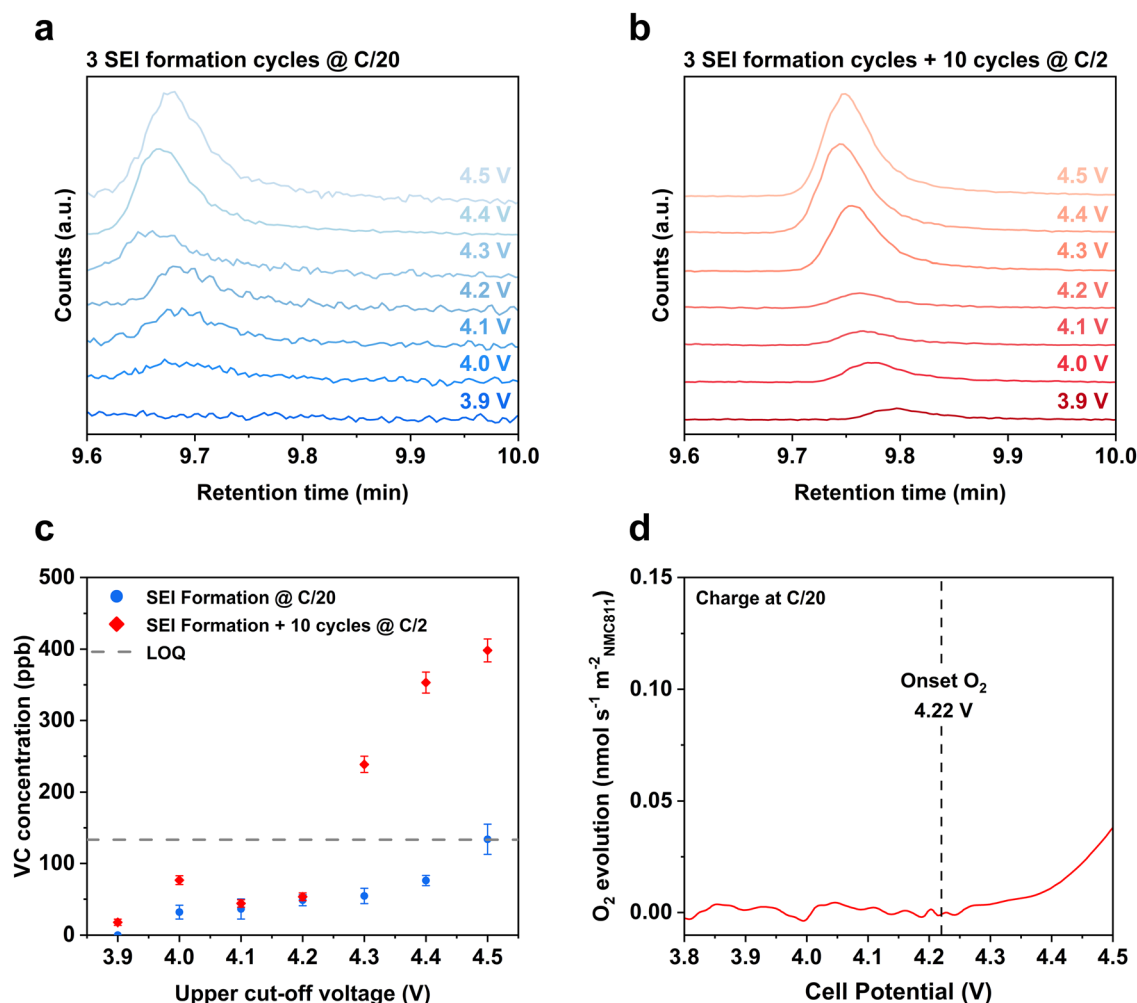 a
3 SEI formation cycles @ C/20
4.5 V
4.4 V
4.3 V
4.2 V
4.1 V
4.0 V
3.9 V
Counts (a.u.)
9.6 9.7 9.8 9.9 10.0
Retention time (min)
b
3 SEI formation cycles + 10 cycles @ C/2
4.5 V
4.4 V
4.3 V
4.2 V
4.1 V
4.0 V
3.9 V
Counts (a.u.)
9.6 9.7 9.8 9.9 10.0
Retention time (min)
c
SEI Formation @ C/20
SEI Formation + 10 cycles @ C/2
LOQ
500
400
300
200
100
0
VC concentration (ppb)
3.9 4.0 4.1 4.2 4.3 4.4 4.5
Upper cut-off voltage (V)
d
Charge at C/20
Onset O₂
4.22 V
0.15
0.10
0.05
0.00
O₂ evolution (nmol s⁻¹ m⁻² NMC811)
3.8 3.9 4.0 4.1 4.2 4.3 4.4 4.5
Cell Potential (V)